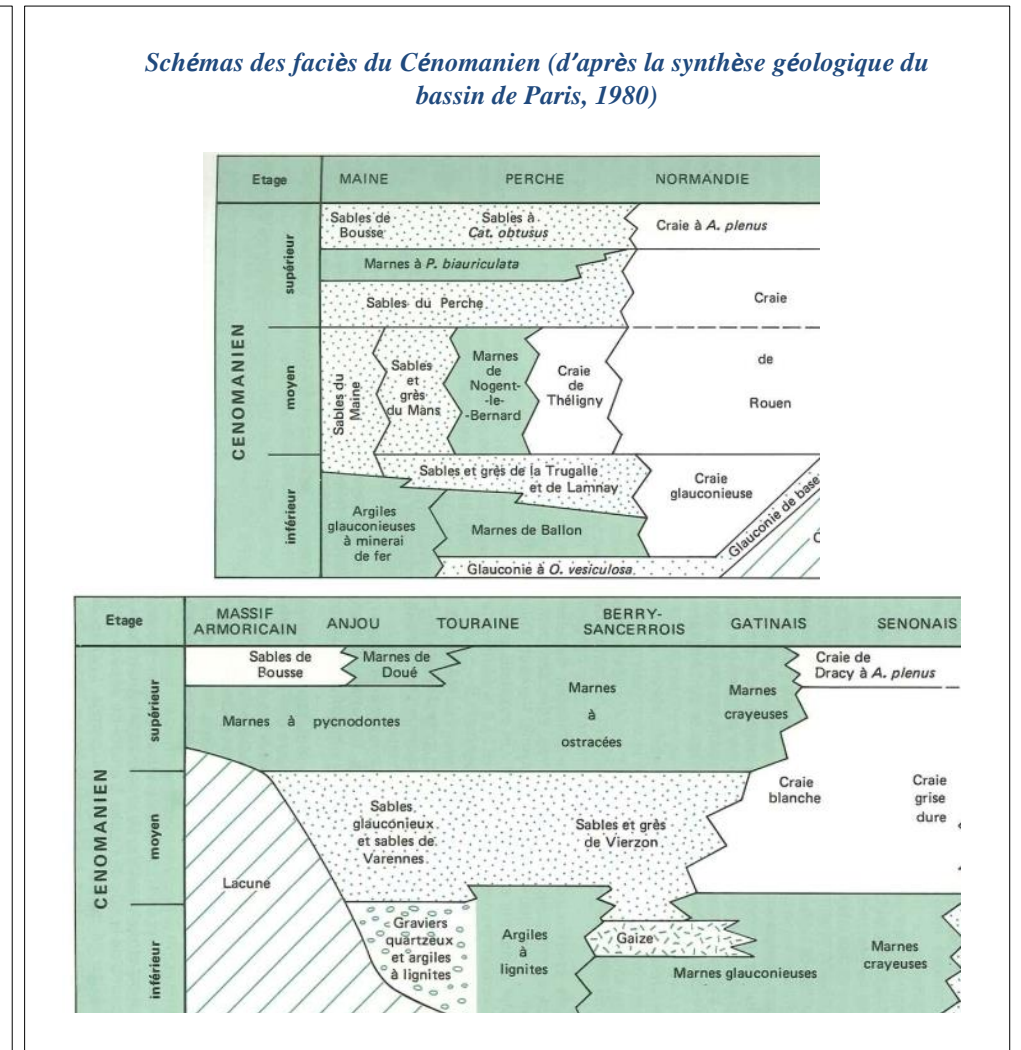 Schémas des faciès du Cénomanien (d'après la synthèse géologique du
bassin de Paris, 1980)
Etage
MAINE
PERCHE
NORMANDIE
CENOMANIEN
supérieur
moyen
inférieur
Sables de
Bousse
Sables à
Cat. obtusus
Craie à A. plenus
Marnes à P. biauriculata
Sables du Perche
Craie
de
Rouen
Sables du
Maine
Sables
et
grès
du Mans
Marnes
de
Nogent-
-le-
-Bernard
Craie
de
Théligny
Sables et grès de la Trugalle
et de Lamnay
Craie
glauconieuse
Glauconie de base
Argiles
glauconieuses
à minerai
de fer
Marnes de Ballon
Glauconie à O. vesiculosa
Etage
MASSIF
ARMORICAIN
ANJOU
TOURAINE
BERRY-
SANCERROIS
GATINAIS
SENONAIS
CENOMANIEN
supérieur
moyen
inférieur
Sables de
Bousse
Marnes de
Doué
Craie de
Dracy à A. plenus
Marnes à pycnodontes
Marnes
à
ostracées
Marnes
crayeuses
Sables
glauconieux
et sables de
Varennes
Sables et grès
de Vierzon
Craie
blanche
Craie
grise
dure
Lacune
Graviers
quartzeux
et argiles
à lignites
Argiles
à
lignites
Gaize
Marnes glauconieuses
Marnes
crayeuses